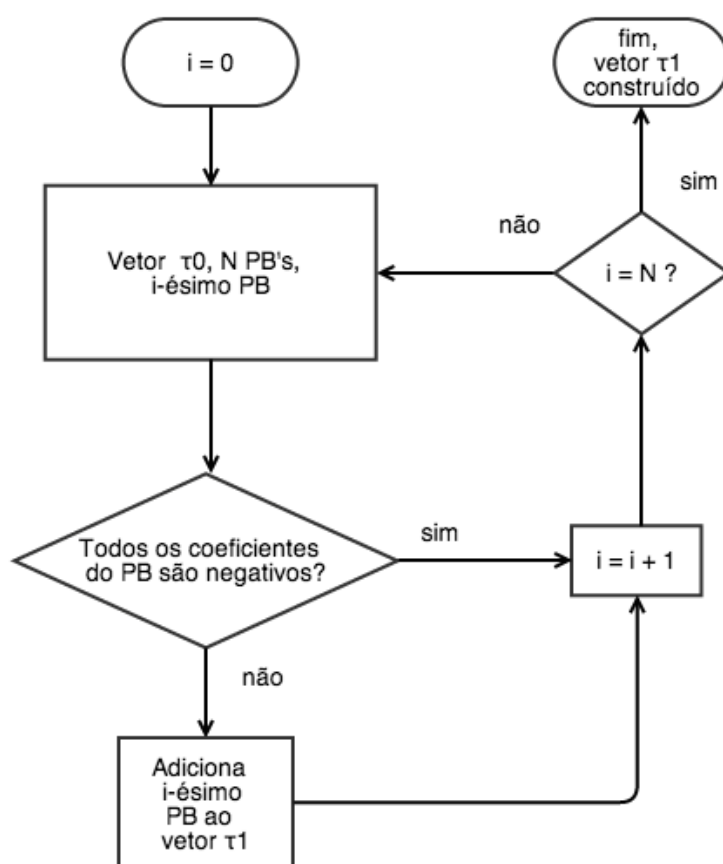 i = 0
fim,
vetor τ1
construído
sim
não
i = N ?
Vetor τ0, N PB's,
i-ésimo PB
Todos os coeficientes
do PB são negativos?
sim
i = i + 1
não
Adiciona
i-ésimo
PB ao
vetor τ1